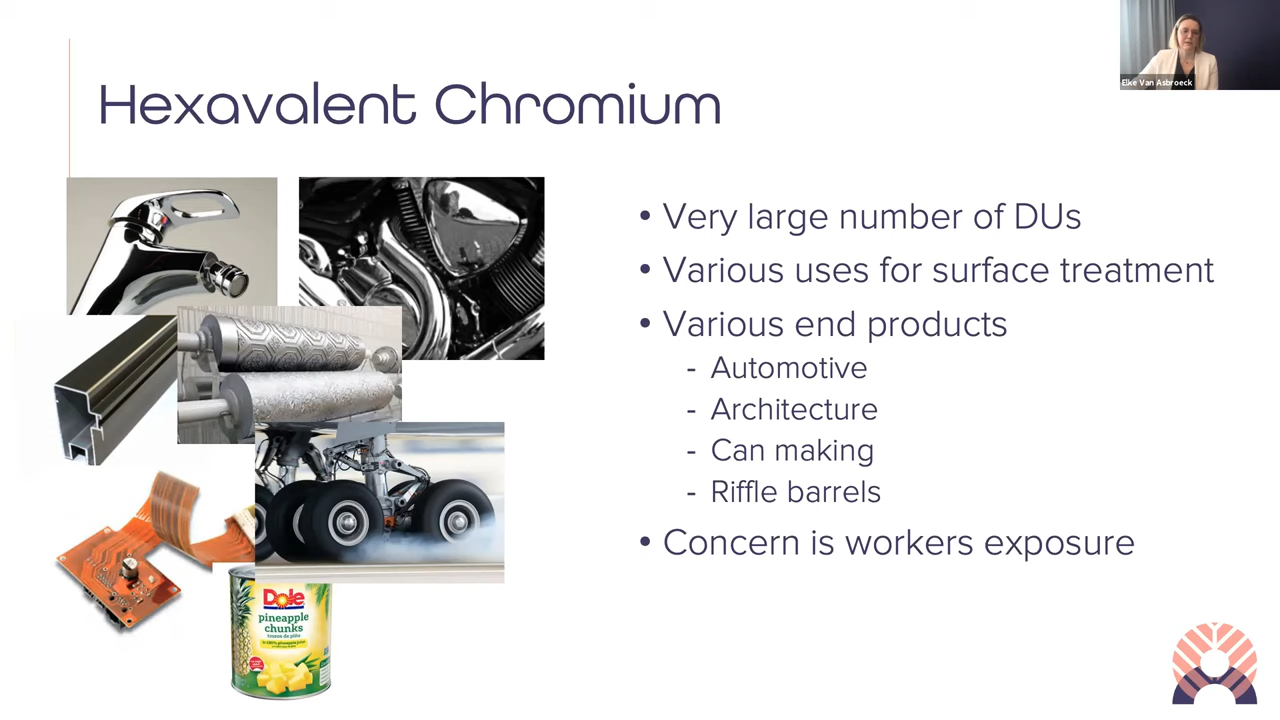 Elke Van Asbroeck
Hexavalent Chromium
• Very large number of DUs
• Various uses for surface treatment
• Various end products
- Automotive
- Architecture
- Can making
- Riffle barrels
• Concern is workers exposure
Dole
pineapple
chunks